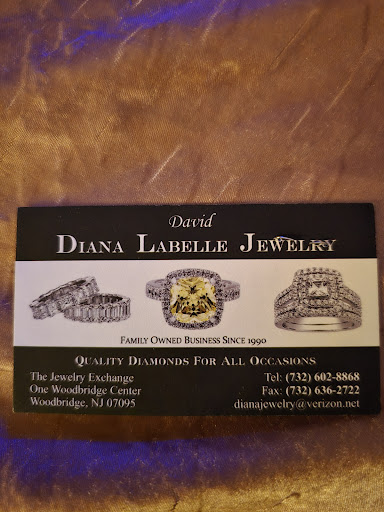 David
DIANA LABELLE JEWELRY
FAMILY OWNED BUSINESS SINCE 1990
QUALITY DIAMONDS FOR ALL OCCASIONS
The Jewelry Exchange Tel: (732) 602-8868
One Woodbridge Center Fax: (732) 636-2722
Woodbridge, NJ 07095 dianajewelry@verizon.net